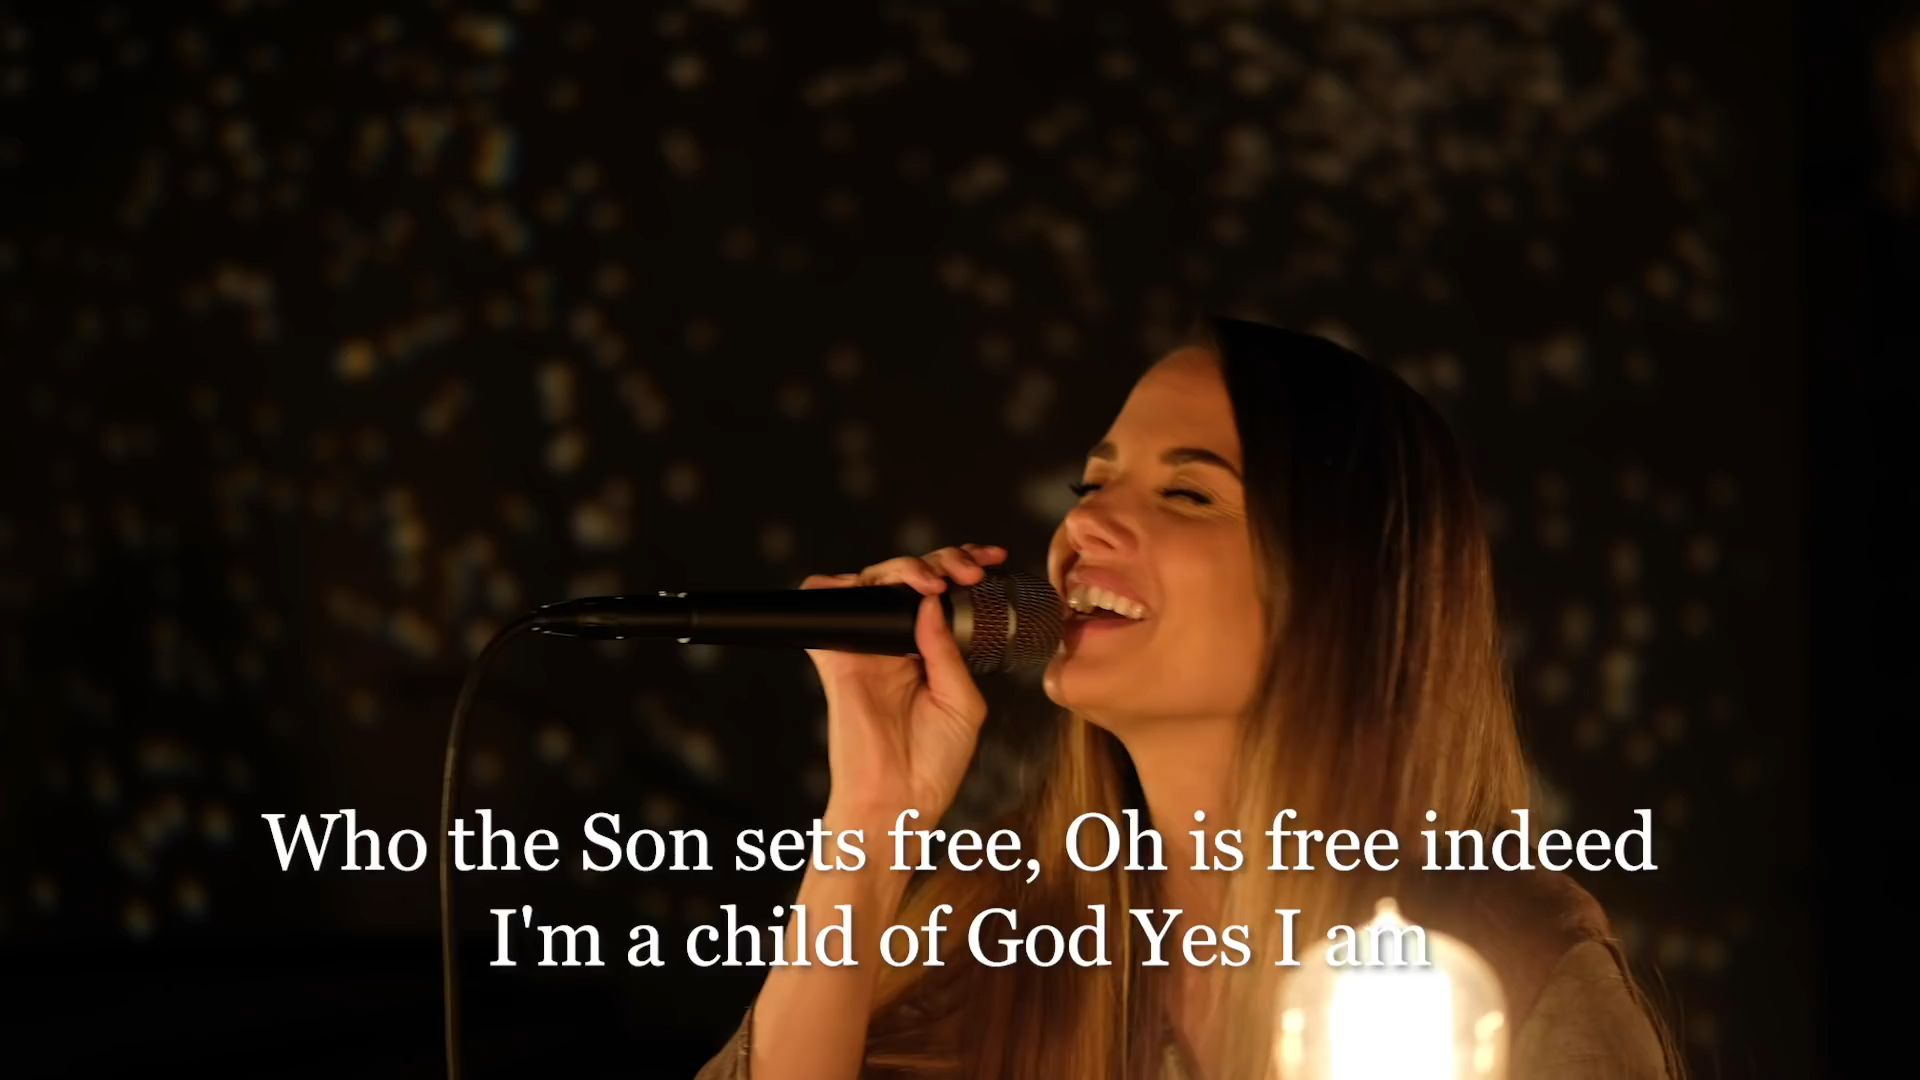 Who the Son sets free, Oh is free indeed
I'm a child of God Yes I am